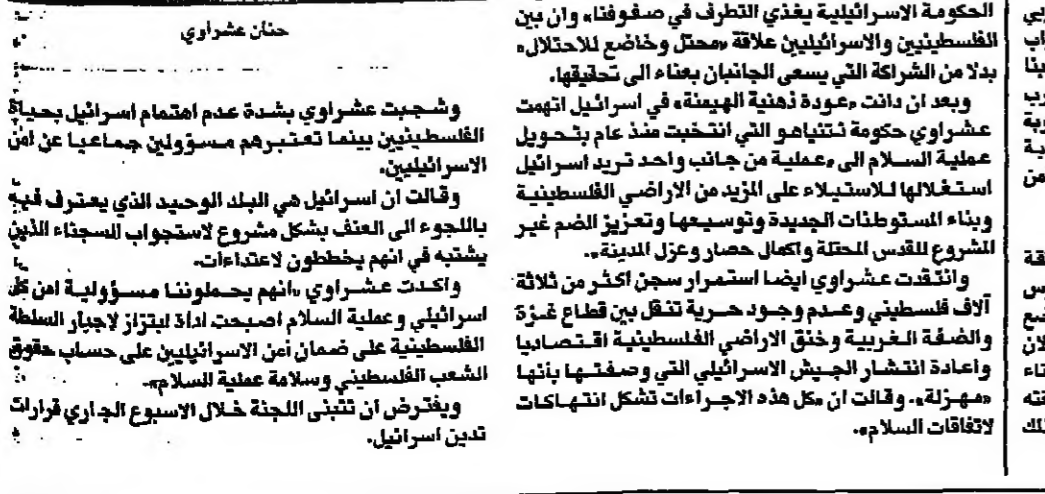 الحكومة الاسرائيلية يغذي التطرف في صفوفنا» وان بين
الفلسطينيين والاسرائيليين علاقة «محتل وخاضع للاحتلال»
بدلا من الشراكة التي يسعى الجانبان بعناء الى تحقيقها.
وبعد ان دانت «عودة ذهنية الهيمنة» في اسرائيل اتهمت
عشراوي حكومة نتنياهو التي انتخبت منذ عام بتحويل
عملية السلام الى «عملية من جانب واحد تريد اسرائيل
استغلالها للاستيلاء على المزيد من الاراضي الفلسطينية
وبناء المستوطنات الجديدة وتوسيعها وتعزيز الضم غير
المشروع للقدس المحتلة واكمال حصار وعزل المدينة».
وانتقدت عشراوي ايضا استمرار سجن اكثر من ثلاثة
آلاف فلسطيني وعدم وجود حرية تنقل بين قطاع غزة
والضفة الغربية وخنق الاراضي الفلسطينية اقتصاديا
واعادة انتشار الجيش الاسرائيلي التي وصفتها بأنها
«مهزلة». وقالت ان «كل هذه الاجراءات تشكل انتهاكات
لاتفاقات السلام».
حنان عشراوي
وشجبت عشراوي بشدة عدم اهتمام اسرائيل بحياة
الفلسطينيين بينما تعتبرهم مسؤولين جماعيا عن امن
الاسرائيليين.
وقالت ان اسرائيل هي البلد الوحيد الذي يعترف فيه
باللجوء الى العنف بشكل مشروع لاستجواب السجناء الذين
يشتبه في انهم يخططون لاعتداءات.
واكدت عشراوي «انهم يحملوننا مسؤولية امن كل
اسرائيلي وعملية السلام اصبحت اداة ابتزاز لاجبار السلطة
الفلسطينية على ضمان أمن الاسرائيليين على حساب حقوق
الشعب الفلسطيني وسلامة عملية السلام».
ويفترض ان تتبنى اللجنة خلال الاسبوع الجاري قرارات
تدين اسرائيل.